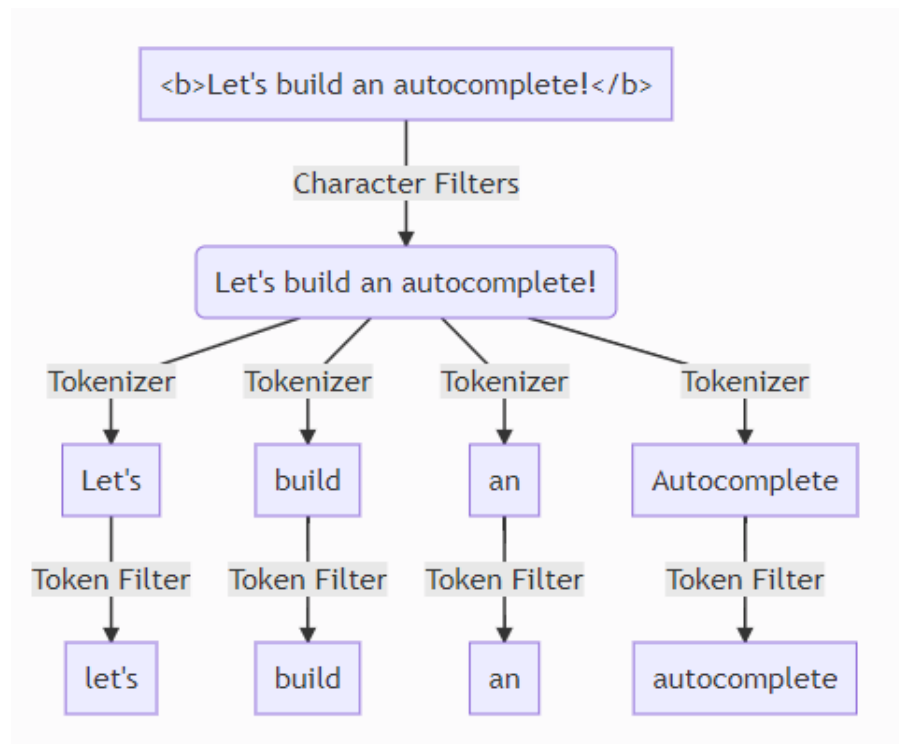 <b>Let's build an autocomplete!</b>
Character Filters
Let's build an autocomplete!
Tokenizer Tokenizer Tokenizer Tokenizer
Let's build an Autocomplete
Token Filter Token Filter Token Filter Token Filter
let's build an autocomplete